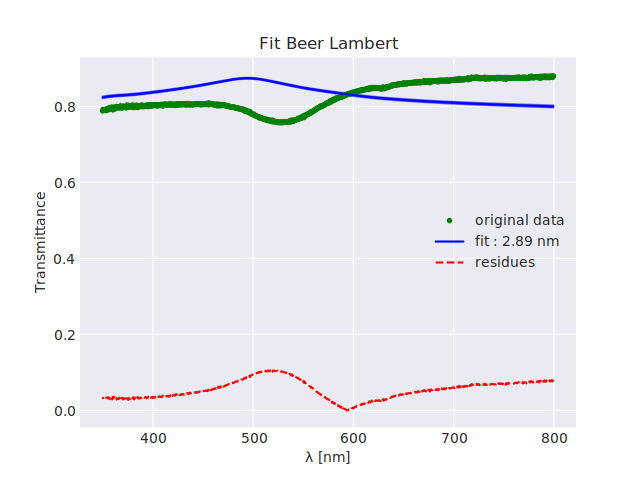 Fit Beer Lambert
0.8
0.6
0.4
0.2
0.0
Transmittance
original data
fit : 2.89 nm
residues
400 500 600 700 800
λ [nm]